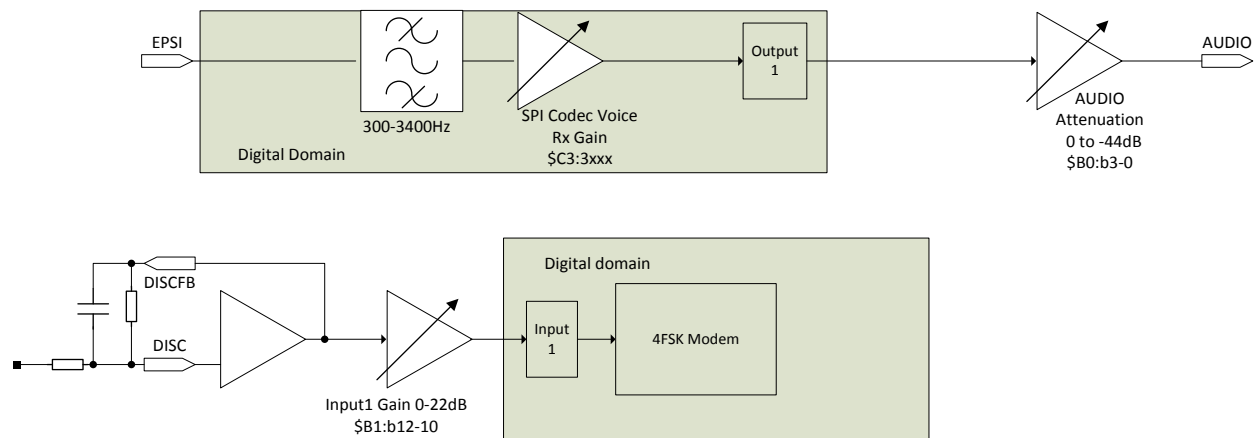 EPSI
300-3400Hz
Digital Domain
SPI Codec Voice
Rx Gain
$C3:3xxx
Output
1
AUDIO
Attenuation
0 to -44dB
$B0:b3-0
AUDIO
DISCFB
DISC
Input1 Gain 0-22dB
$B1:b12-10
Digital domain
Input
1
4FSK Modem